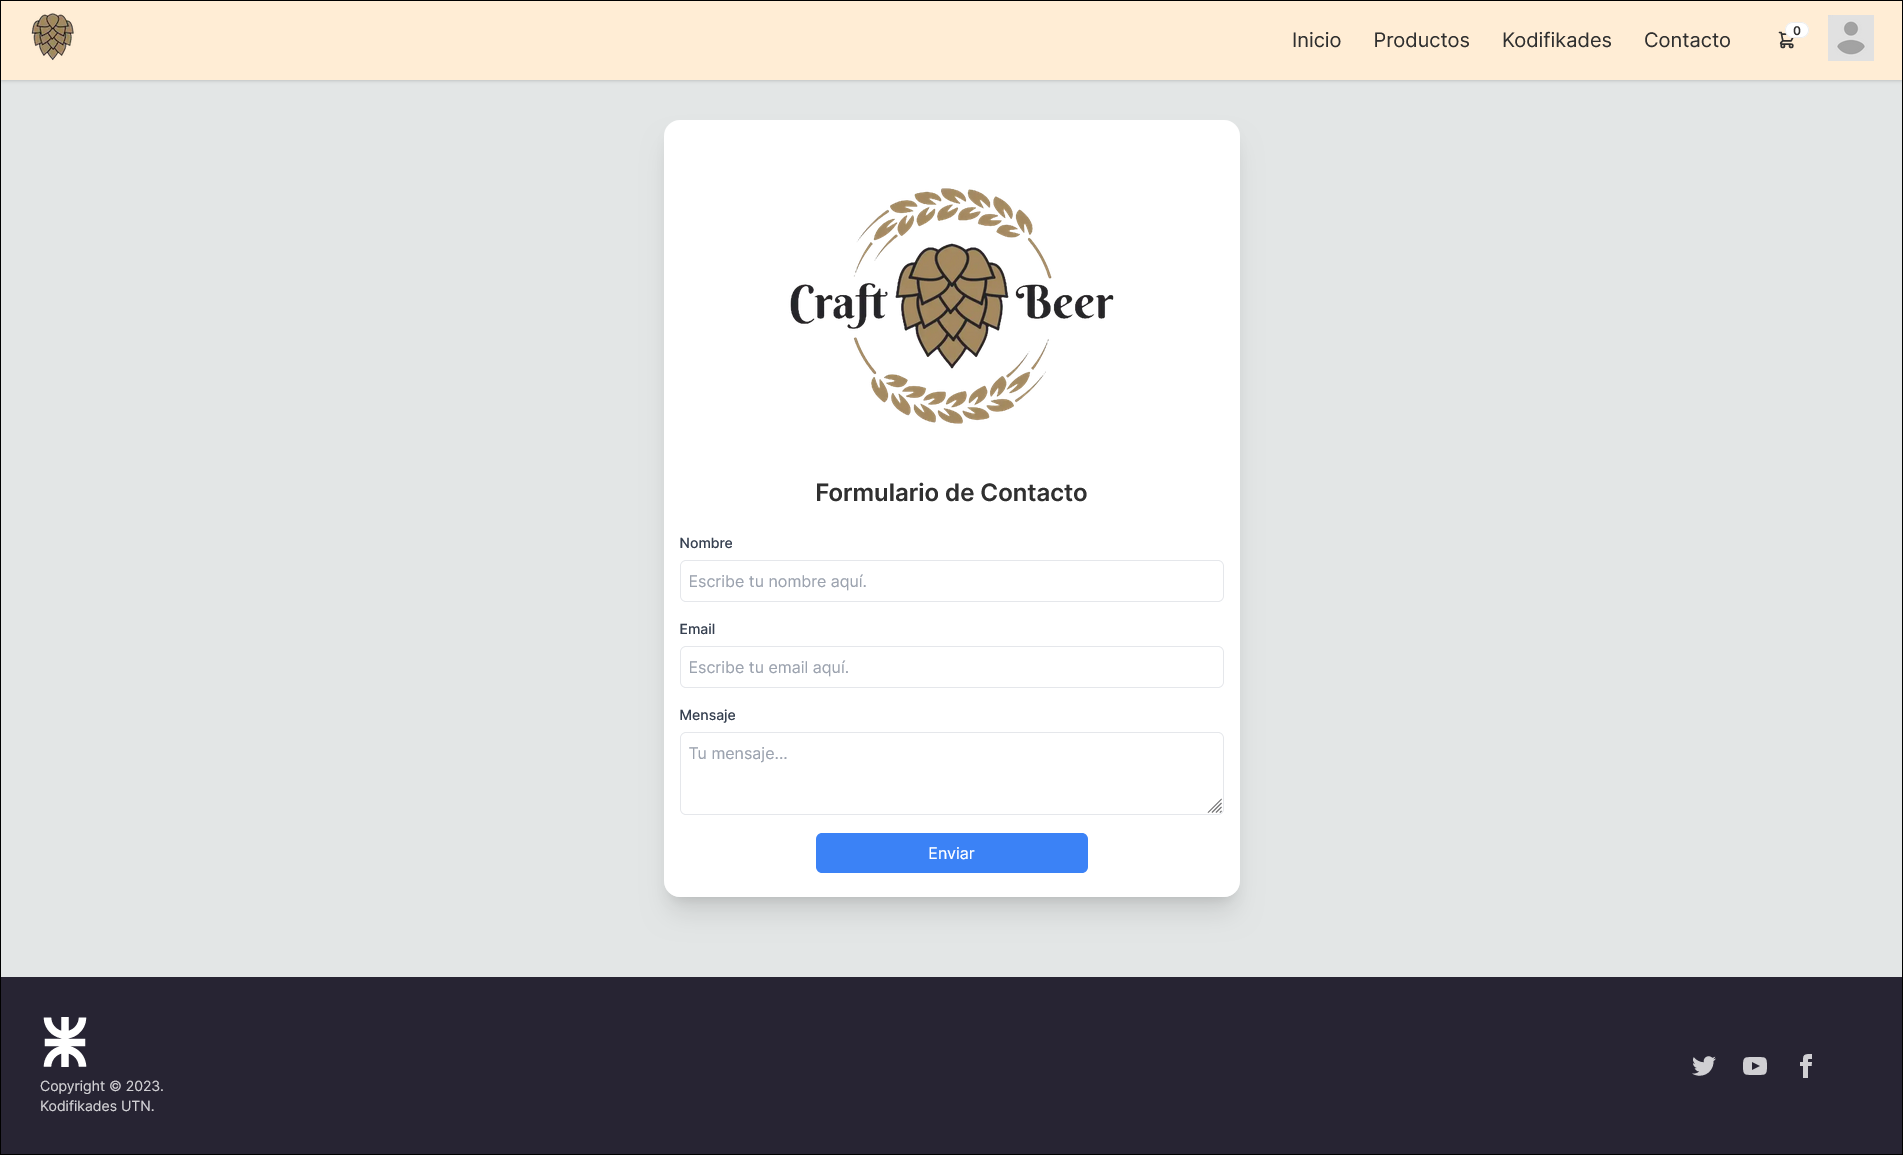 Inicio Productos Kodifikades Contacto 0
Craft Beer
Formulario de Contacto
Nombre
Escribe tu nombre aquí.
Email
Escribe tu email aquí.
Mensaje
Tu mensaje...
Enviar
Copyright © 2023.
Kodifikades UTN.